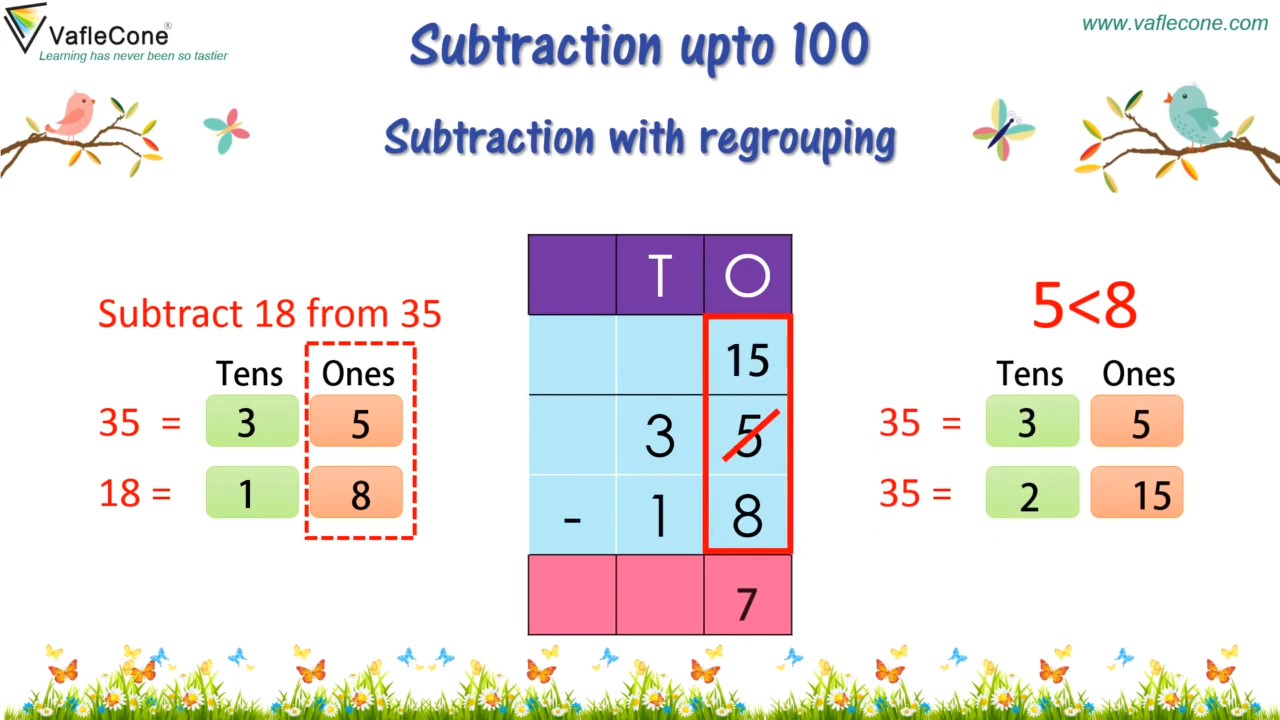 VafleCone®
Learning has never been so tastier
www.vaflecone.com
Subtraction upto 100
Subtraction with regrouping
Subtract 18 from 35
Tens Ones
35 = 3 5
18 = 1 8
T O
15
3 5
- 1 8
7
5<8
Tens Ones
35 = 3 5
35 = 2 15